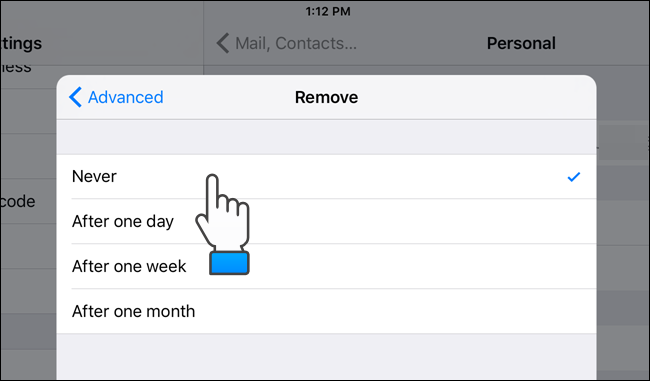 1:12 PM
ttings
Mail, Contacts...
Personal
ness
Advanced
Remove
Never
code
After one day
After one week
After one month